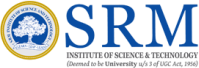 SRM
INSTITUTE OF SCIENCE & TECHNOLOGY
(Deemed to be University u/s 3 of UGC Act, 1956)